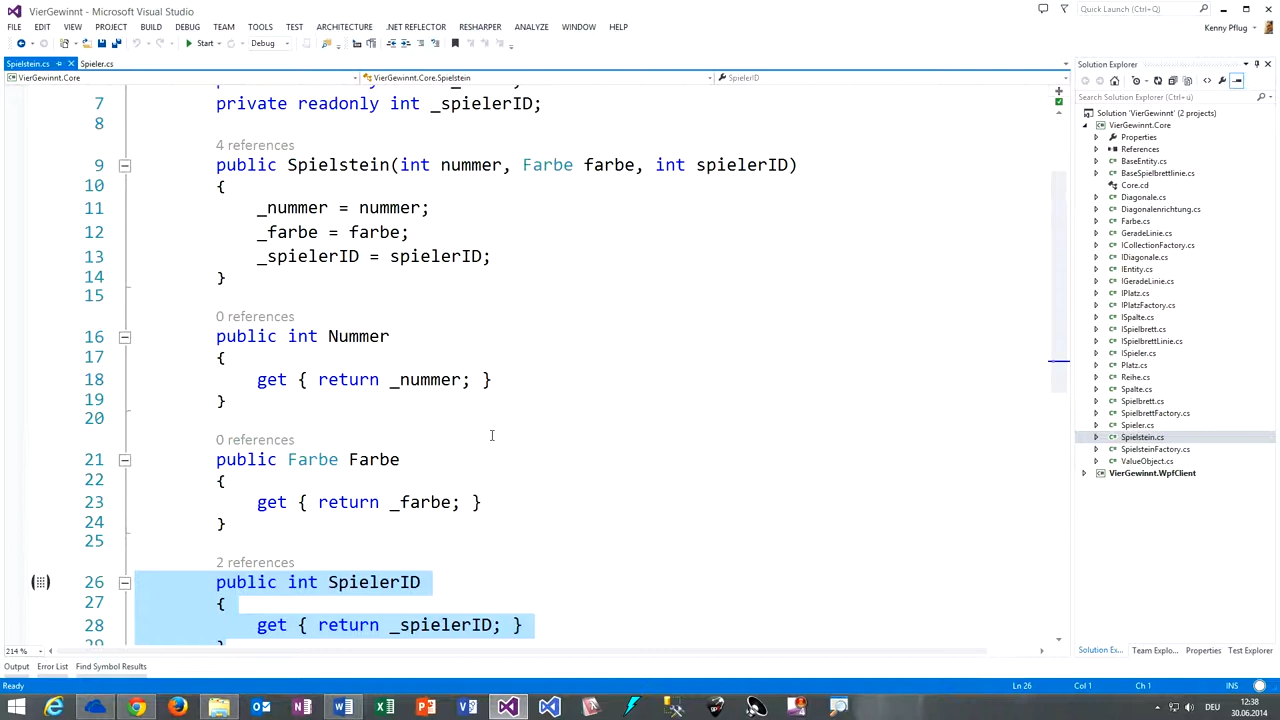 VierGewinnt - Microsoft Visual Studio
Quick Launch (Ctrl+Q)
FILE EDIT VIEW PROJECT BUILD DEBUG TEAM TOOLS TEST ARCHITECTURE .NET REFLECTOR RESHARPER ANALYZE WINDOW HELP
Kenny Pflug
Start Debug
Spielstein.cs Spieler.cs
VierGewinnt.Core VierGewinnt.Core.Spielstein SpielerID
7 private readonly int _spielerID;
8
4 references
9 public Spielstein(int nummer, Farbe farbe, int spielerID)
10 {
11 _nummer = nummer;
12 _farbe = farbe;
13 _spielerID = spielerID;
14 }
15
0 references
16 public int Nummer
17 {
18 get { return _nummer; }
19 }
20
0 references
21 public Farbe Farbe
22 {
23 get { return _farbe; }
24 }
25
2 references
26 public int SpielerID
27 {
28 get { return _spielerID; }
29 }
214 %
Solution Explorer
Search Solution Explorer (Ctrl+ü)
Solution 'VierGewinnt' (2 projects)
VierGewinnt.Core
Properties
References
BaseEntity.cs
BaseSpielbrettlinie.cs
Core.cd
Diagonale.cs
Diagonalenrichtung.cs
Farbe.cs
GeradeLinie.cs
ICollectionFactory.cs
IDiagonale.cs
IEntity.cs
IGeradeLinie.cs
IPlatz.cs
IPlatzFactory.cs
ISpalte.cs
ISpielbrett.cs
ISpielbrettLinie.cs
ISpieler.cs
Platz.cs
Reihe.cs
Spalte.cs
Spielbrett.cs
SpielbrettFactory.cs
Spieler.cs
Spielstein.cs
SpielsteinFactory.cs
ValueObject.cs
VierGewinnt.WpfClient
Solution Ex... Team Explo... Properties Test Explorer
Output Error List Find Symbol Results
Ready Ln 26 Col 1 Ch 1 INS
DEU 12:38
30.06.2014